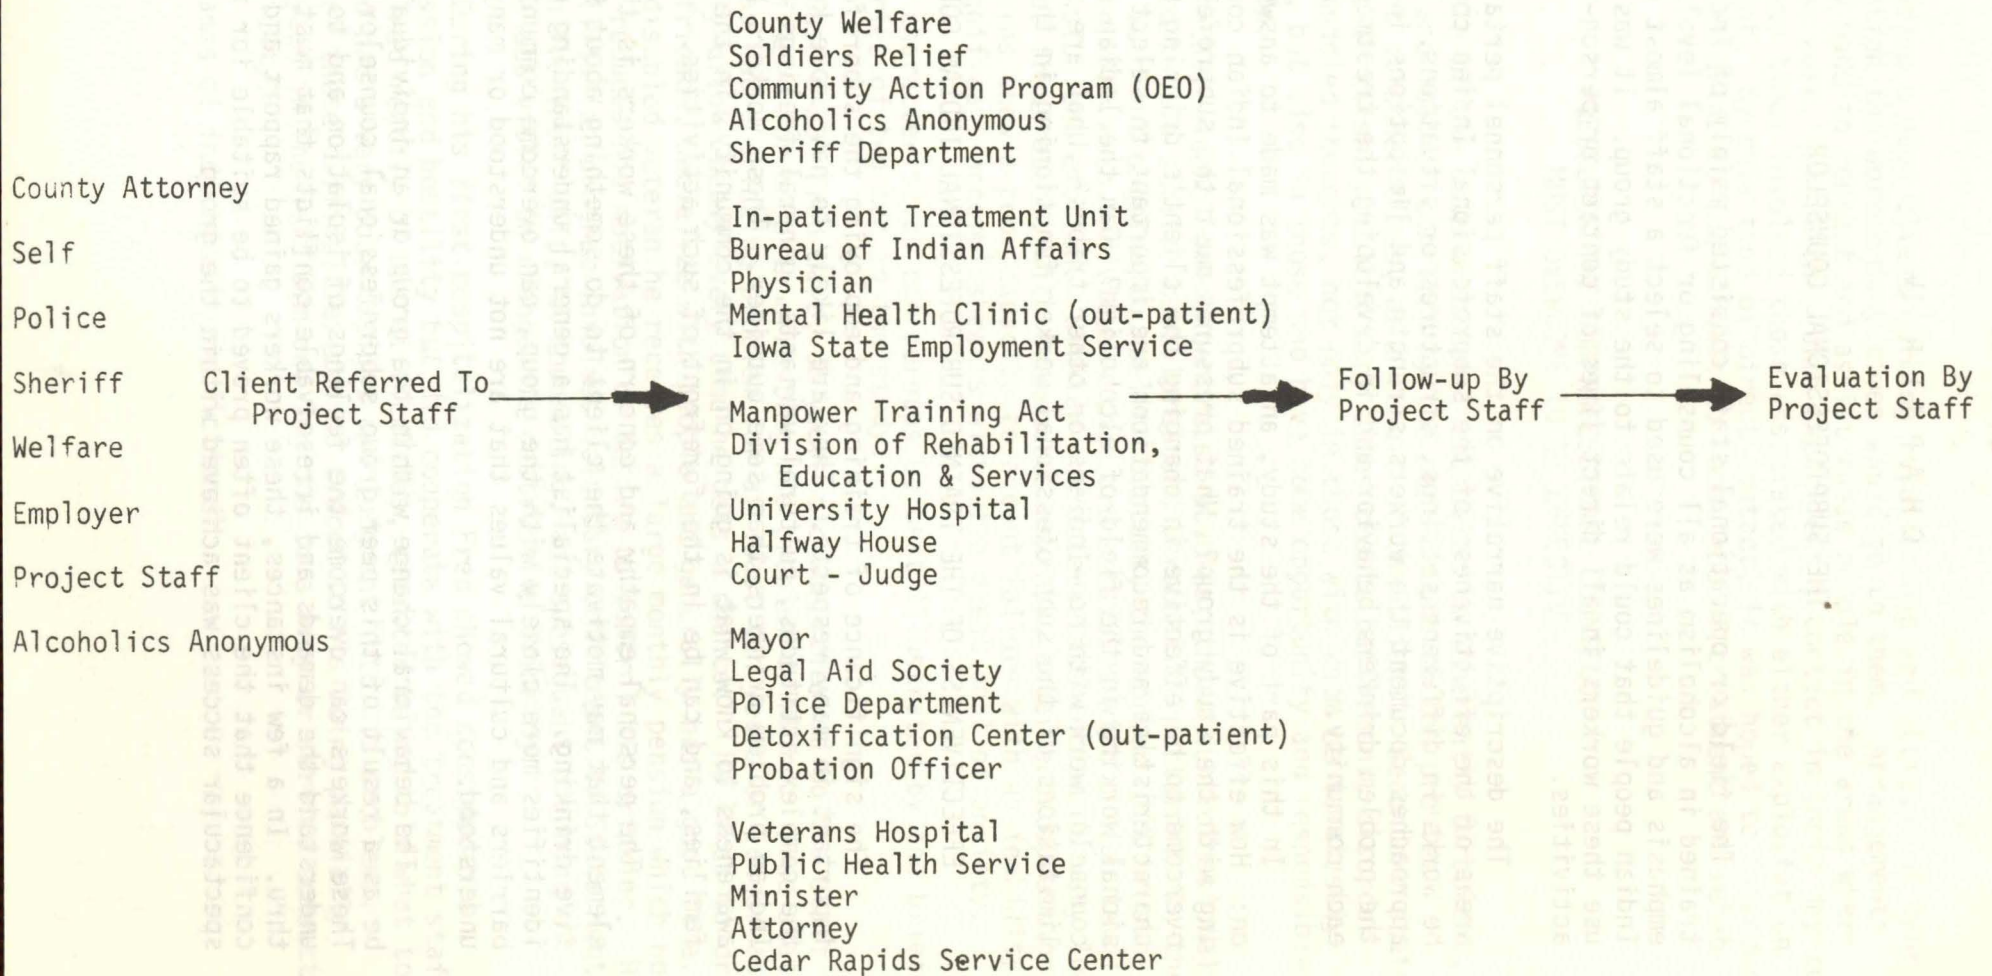 County Attorney
Self
Police
Sheriff
Welfare
Employer
Project Staff
Alcoholics Anonymous
Client Referred To
Project Staff
County Welfare
Soldiers Relief
Community Action Program (OEO)
Alcoholics Anonymous
Sheriff Department
In-patient Treatment Unit
Bureau of Indian Affairs
Physician
Mental Health Clinic (out-patient)
Iowa State Employment Service
Manpower Training Act
Division of Rehabilitation,
Education & Services
University Hospital
Halfway House
Court - Judge
Mayor
Legal Aid Society
Police Department
Detoxification Center (out-patient)
Probation Officer
Veterans Hospital
Public Health Service
Minister
Attorney
Cedar Rapids Service Center
Follow-up By
Project Staff
Evaluation By
Project Staff